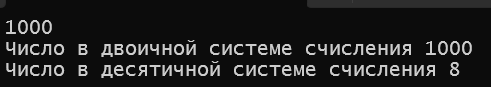 1000
Число в двоичной системе счисления 1000
Число в десятичной системе счисления 8